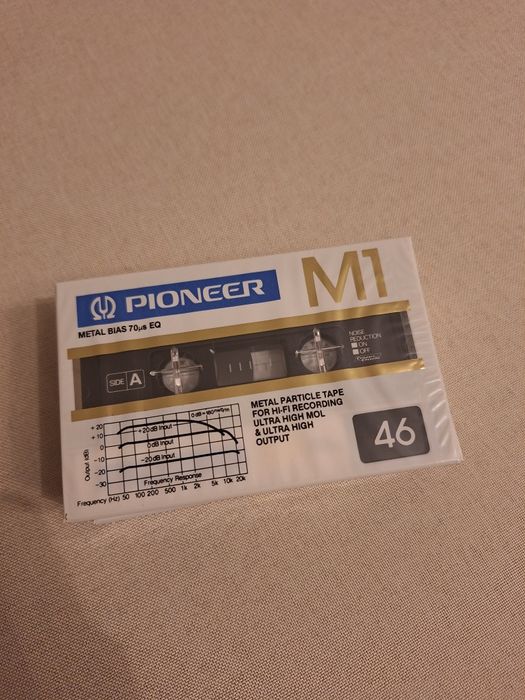 PIONEER
M1
METAL BIAS 70μs EQ
SIDE A
NOISE
REDUCTION
ON
OFF
METAL PARTICLE TAPE
FOR HI-FI RECORDING
ULTRA HIGH MOL
& ULTRA HIGH
OUTPUT
46
Output (dB)
+20
+10
0
-10
-20
-30
+20dB Input
0dB Input
-20dB Input
Frequency Response
Frequency (Hz) 50 100 200 500 1k 2k 5k 10k 20k